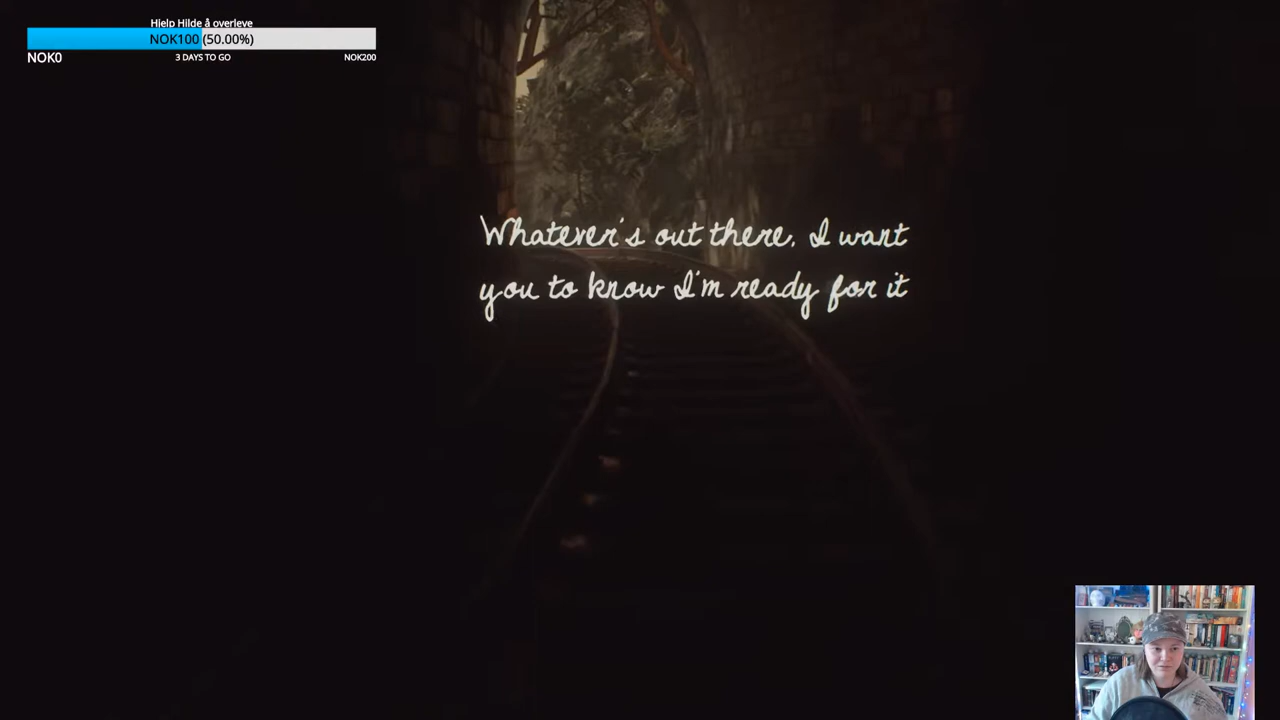 Hjelp Hilde å overleve
NOK100 (50.00%)
NOK0
3 DAYS TO GO
NOK200
Whatever's out there, I want
you to know I'm ready for it